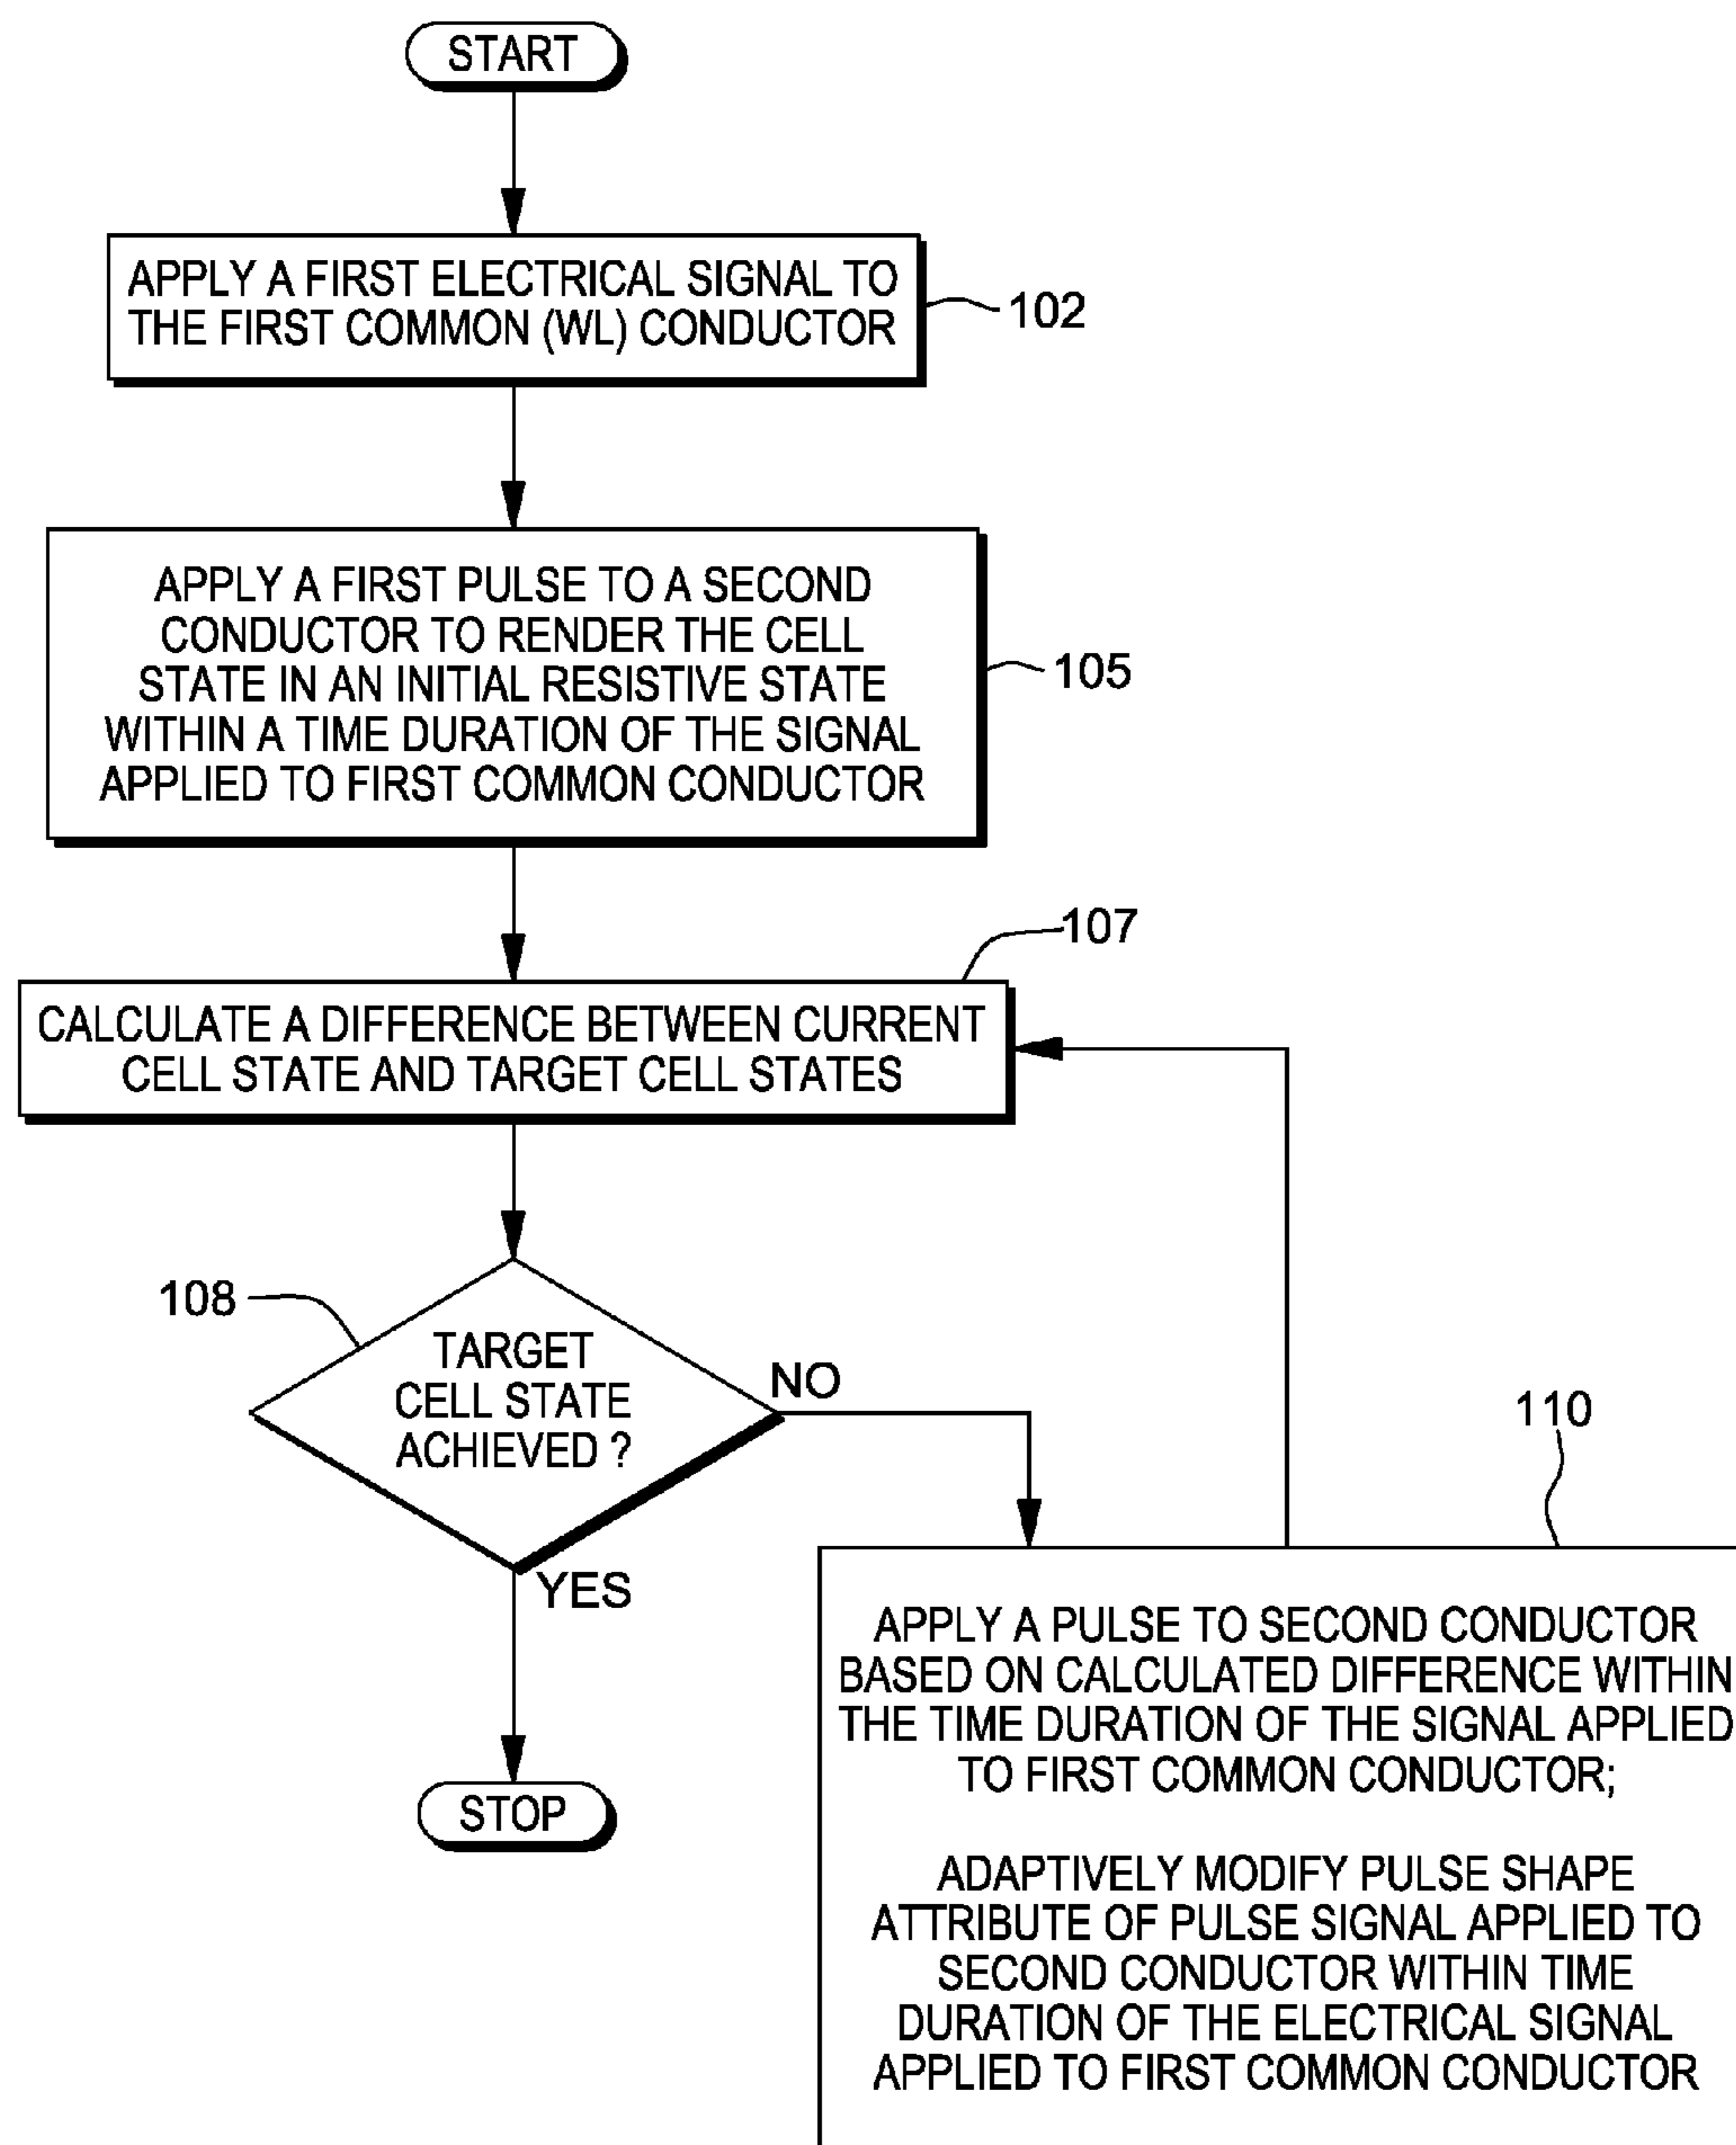 START
APPLY A FIRST ELECTRICAL SIGNAL TO
THE FIRST COMMON (WL) CONDUCTOR
102
APPLY A FIRST PULSE TO A SECOND
CONDUCTOR TO RENDER THE CELL
STATE IN AN INITIAL RESISTIVE STATE
WITHIN A TIME DURATION OF THE SIGNAL
APPLIED TO FIRST COMMON CONDUCTOR
105
107
CALCULATE A DIFFERENCE BETWEEN CURRENT
CELL STATE AND TARGET CELL STATES
108
TARGET
CELL STATE
ACHIEVED ?
NO
YES
STOP
110
APPLY A PULSE TO SECOND CONDUCTOR
BASED ON CALCULATED DIFFERENCE WITHIN
THE TIME DURATION OF THE SIGNAL APPLIED
TO FIRST COMMON CONDUCTOR;
ADAPTIVELY MODIFY PULSE SHAPE
ATTRIBUTE OF PULSE SIGNAL APPLIED TO
SECOND CONDUCTOR WITHIN TIME
DURATION OF THE ELECTRICAL SIGNAL
APPLIED TO FIRST COMMON CONDUCTOR